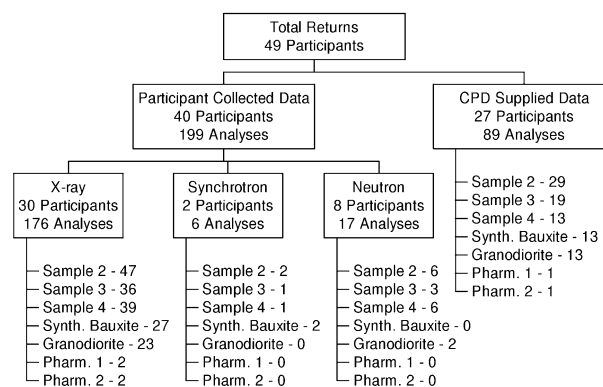 Total Returns
49 Participants
Participant Collected Data
40 Participants
199 Analyses
CPD Supplied Data
27 Participants
89 Analyses
X-ray
30 Participants
176 Analyses
Synchrotron
2 Participants
6 Analyses
Neutron
8 Participants
17 Analyses
Sample 2 - 47
Sample 3 - 36
Sample 4 - 39
Synth. Bauxite - 27
Granodiorite - 23
Pharm. 1 - 2
Pharm. 2 - 2
Sample 2 - 2
Sample 3 - 1
Sample 4 - 1
Synth. Bauxite - 2
Granodiorite - 0
Pharm. 1 - 0
Pharm. 2 - 0
Sample 2 - 6
Sample 3 - 3
Sample 4 - 6
Synth. Bauxite - 0
Granodiorite - 2
Pharm. 1 - 0
Pharm. 2 - 0
Sample 2 - 29
Sample 3 - 19
Sample 4 - 13
Synth. Bauxite - 13
Granodiorite - 13
Pharm. 1 - 1
Pharm. 2 - 1